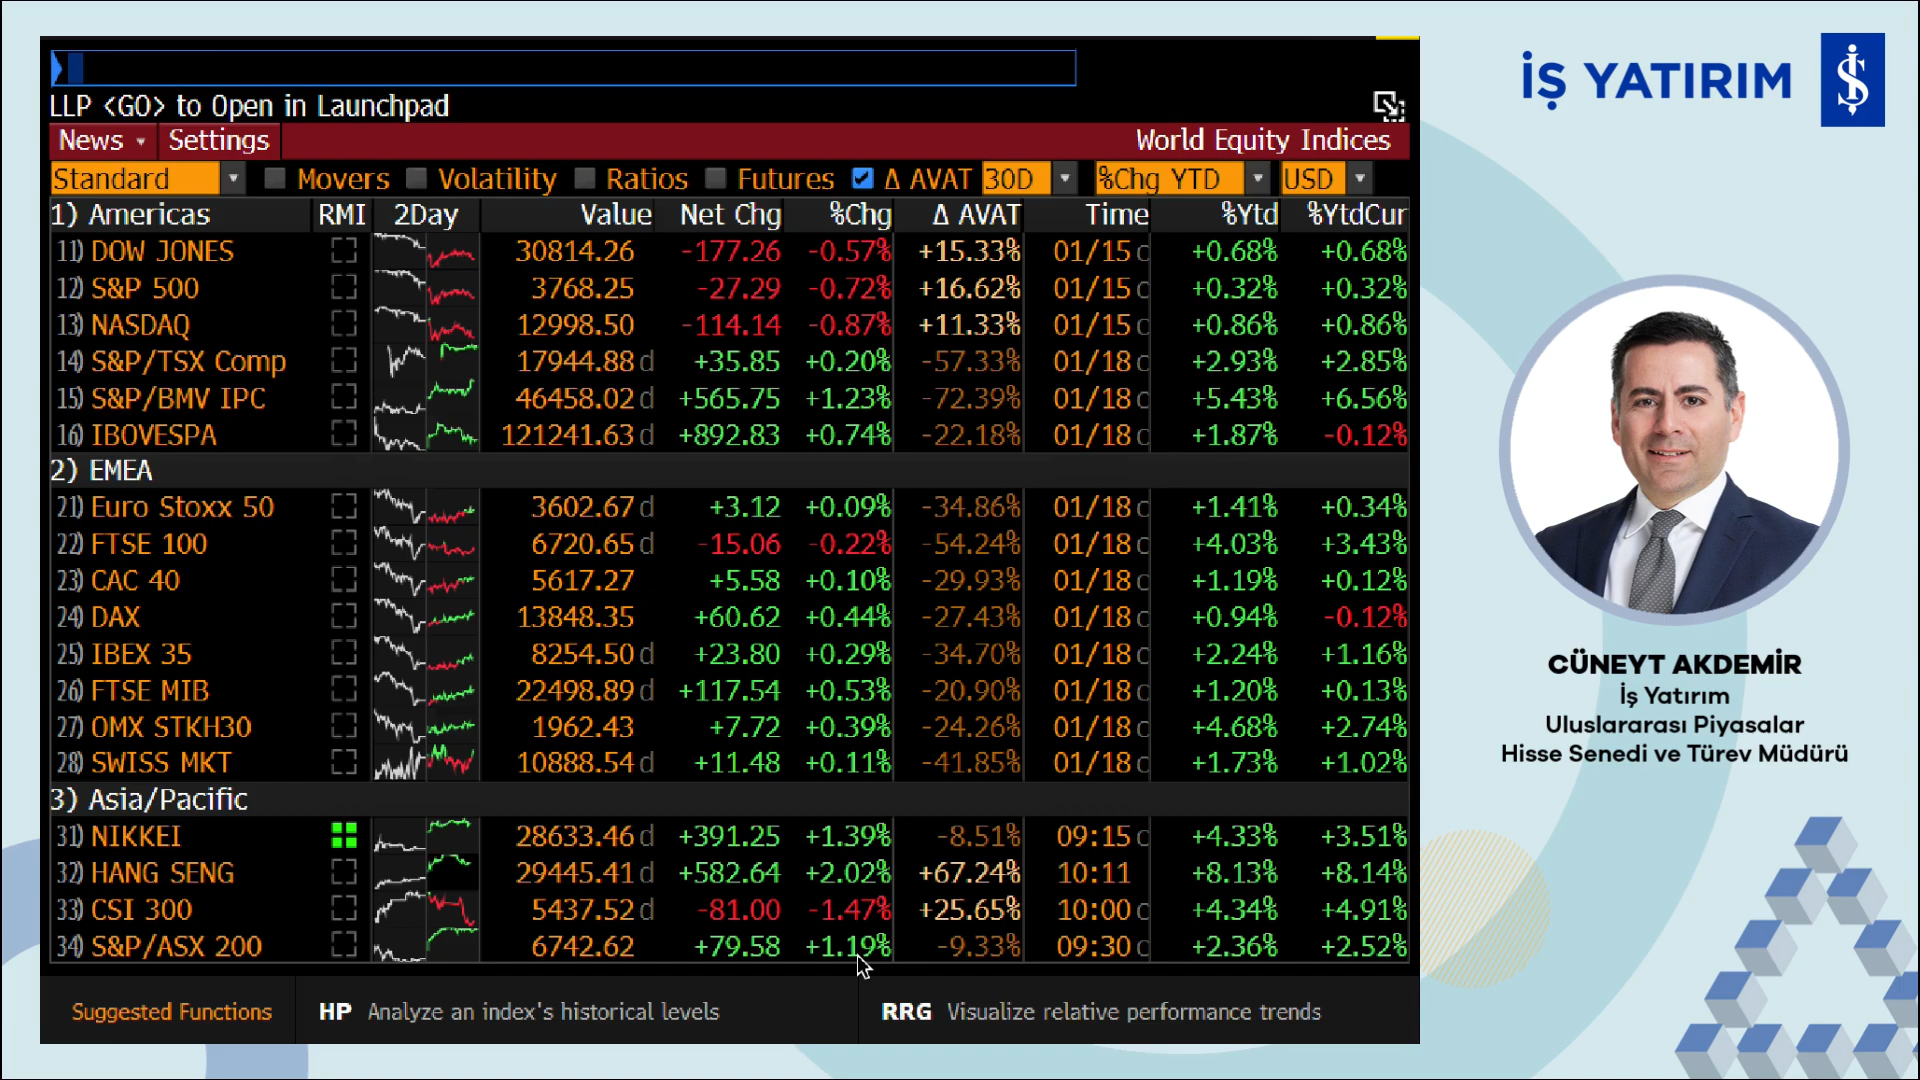 İŞ YATIRIM
LLP <GO> to Open in Launchpad
News Settings World Equity Indices
Standard Movers Volatility Ratios Futures Δ AVAT 30D %Chg YTD USD
1) Americas RMI 2Day Value Net Chg %Chg Δ AVAT Time %Ytd %YtdCur
11) DOW JONES 30814.26 -177.26 -0.57% +15.33% 01/15 c +0.68% +0.68%
12) S&P 500 3768.25 -27.29 -0.72% +16.62% 01/15 c +0.32% +0.32%
13) NASDAQ 12998.50 -114.14 -0.87% +11.33% 01/15 c +0.86% +0.86%
14) S&P/TSX Comp 17944.88 d +35.85 +0.20% -57.33% 01/18 c +2.93% +2.85%
15) S&P/BMV IPC 46458.02 d +565.75 +1.23% -72.39% 01/18 c +5.43% +6.56%
16) IBOVESPA 121241.63 d +892.83 +0.74% -22.18% 01/18 c +1.87% -0.12%
2) EMEA
21) Euro Stoxx 50 3602.67 d +3.12 +0.09% -34.86% 01/18 c +1.41% +0.34%
22) FTSE 100 6720.65 d -15.06 -0.22% -54.24% 01/18 c +4.03% +3.43%
23) CAC 40 5617.27 +5.58 +0.10% -29.93% 01/18 c +1.19% +0.12%
24) DAX 13848.35 +60.62 +0.44% -27.43% 01/18 c +0.94% -0.12%
25) IBEX 35 8254.50 d +23.80 +0.29% -34.70% 01/18 c +2.24% +1.16%
26) FTSE MIB 22498.89 d +117.54 +0.53% -20.90% 01/18 c +1.20% +0.13%
27) OMX STKH30 1962.43 +7.72 +0.39% -24.26% 01/18 c +4.68% +2.74%
28) SWISS MKT 10888.54 d +11.48 +0.11% -41.85% 01/18 c +1.73% +1.02%
3) Asia/Pacific
31) NIKKEI 28633.46 d +391.25 +1.39% -8.51% 09:15 c +4.33% +3.51%
32) HANG SENG 29445.41 d +582.64 +2.02% +67.24% 10:11 +8.13% +8.14%
33) CSI 300 5437.52 d -81.00 -1.47% +25.65% 10:00 c +4.34% +4.91%
34) S&P/ASX 200 6742.62 +79.58 +1.19% -9.33% 09:30 c +2.36% +2.52%
Suggested Functions HP Analyze an index's historical levels RRG Visualize relative performance trends
CÜNEYT AKDEMİR
İş Yatırım
Uluslararası Piyasalar
Hisse Senedi ve Türev Müdürü